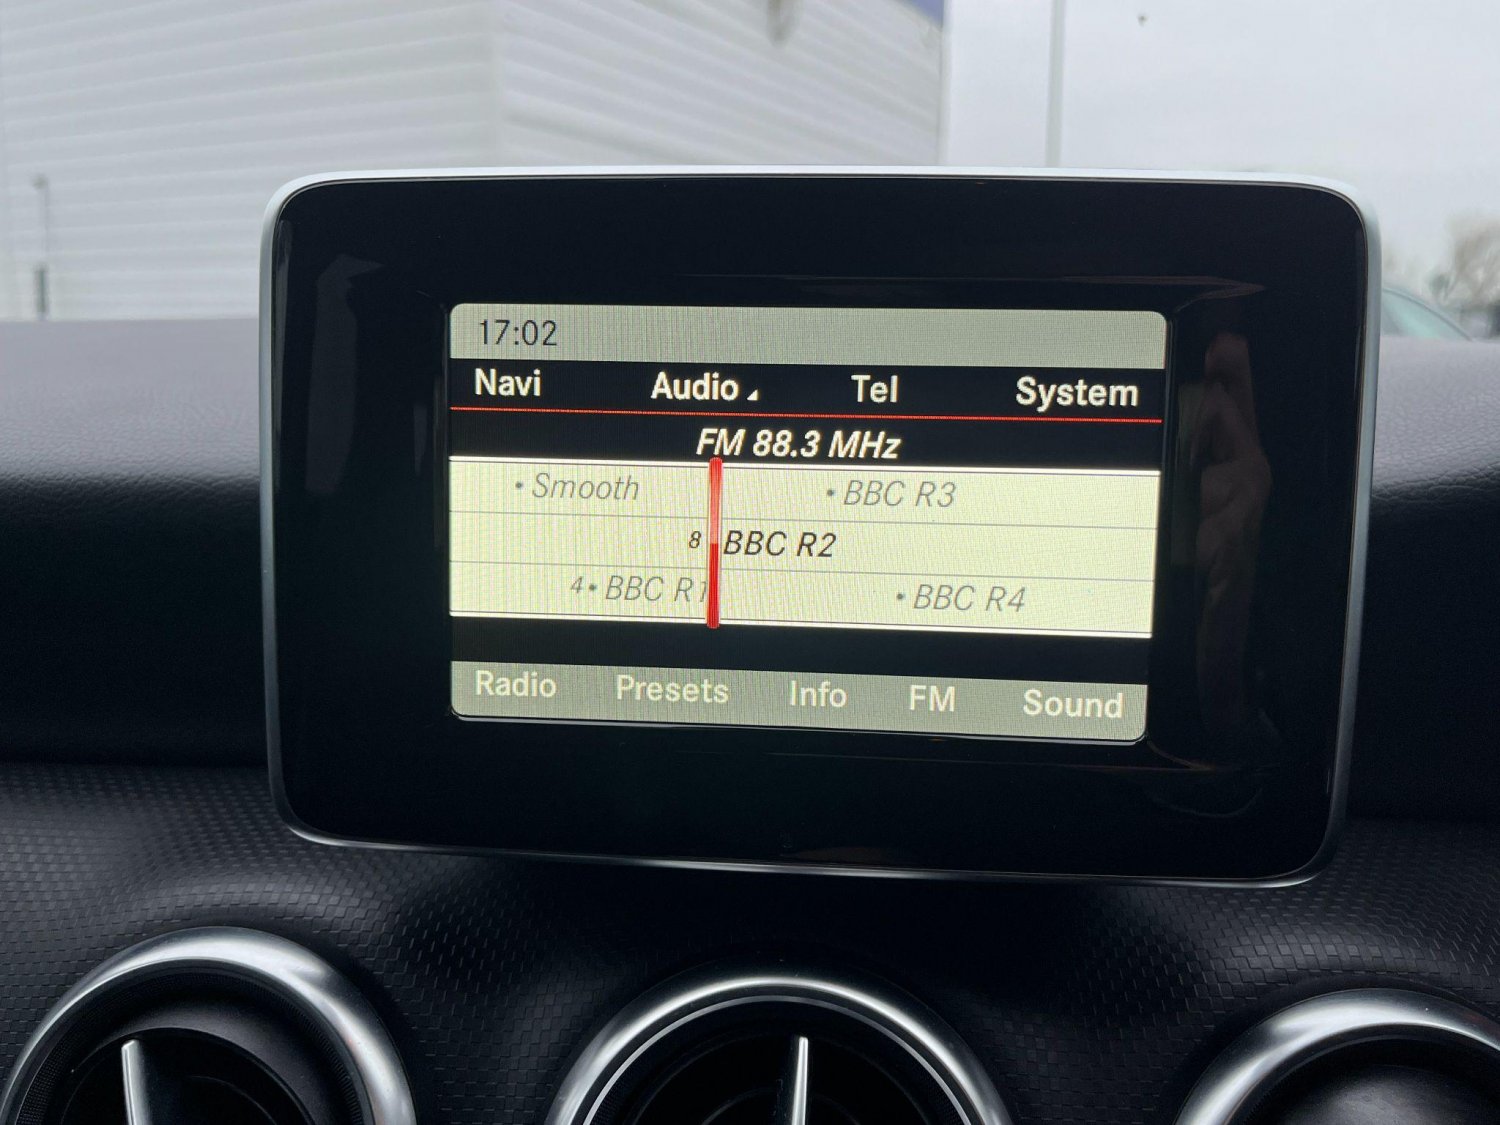 17:02
Navi Audio Tel System
FM 88.3 MHz
• Smooth • BBC R3
8 BBC R2
4• BBC R1 • BBC R4
Radio Presets Info FM Sound